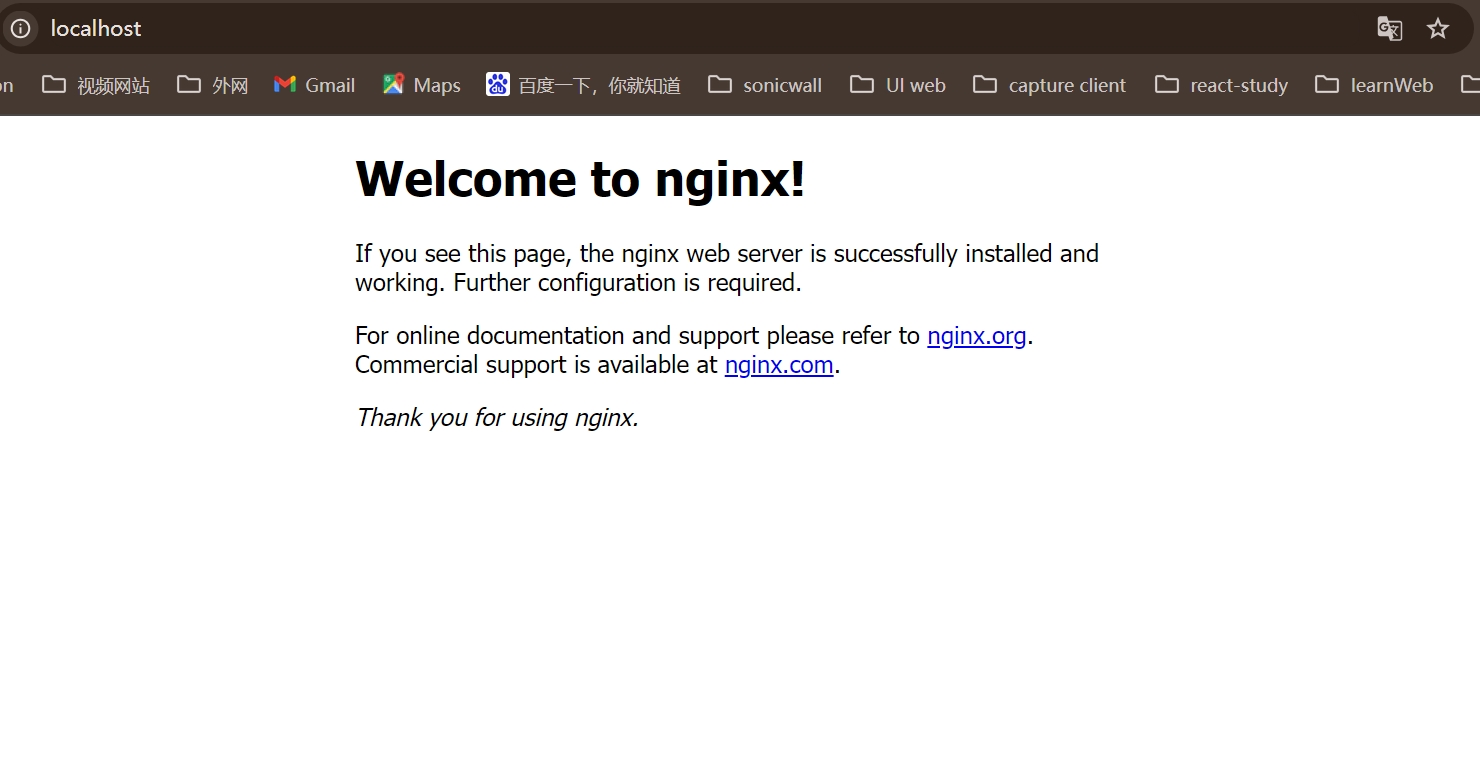 localhost
on 视频网站 外网 Gmail Maps 百度一下，你就知道 sonicwall UI web capture client react-study learnWeb
Welcome to nginx!
If you see this page, the nginx web server is successfully installed and
working. Further configuration is required.
For online documentation and support please refer to nginx.org.
Commercial support is available at nginx.com.
Thank you for using nginx.